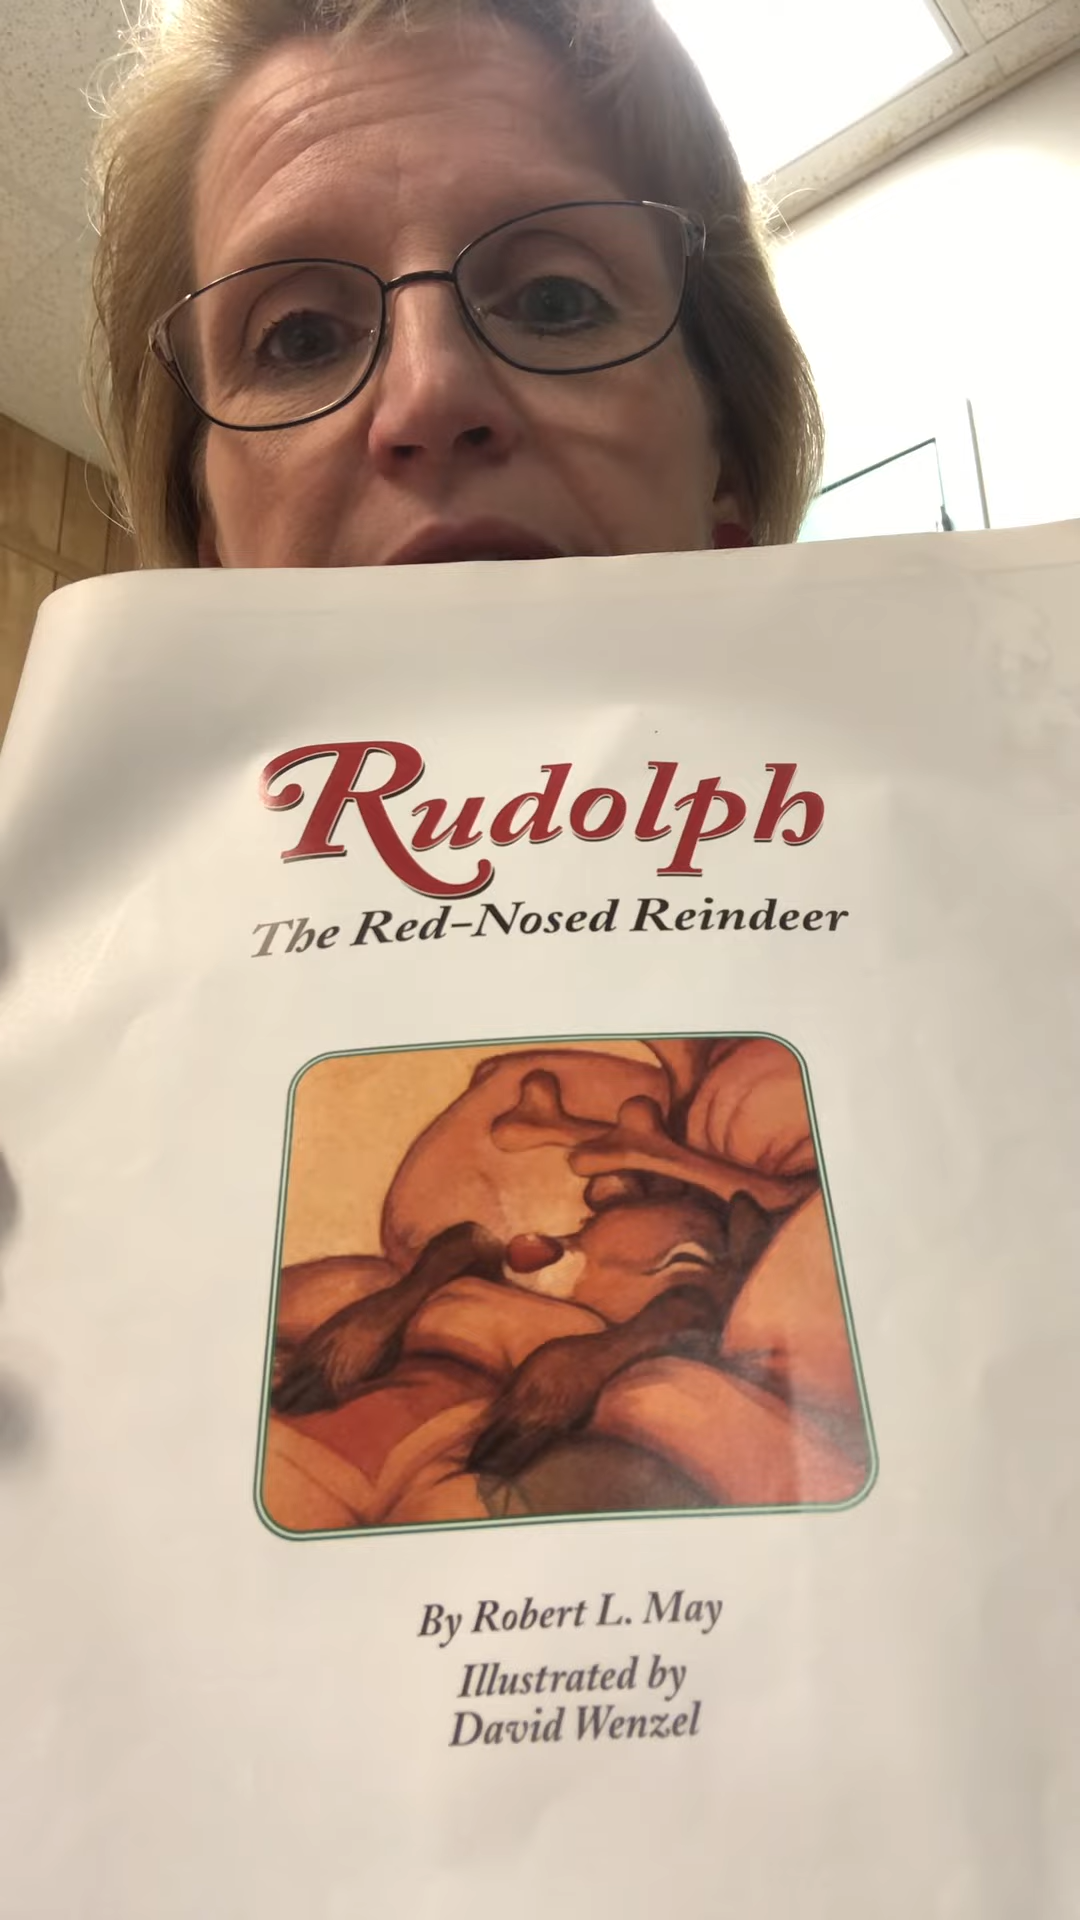 Rudolph
The Red-Nosed Reindeer
By Robert L. May
Illustrated by
David Wenzel